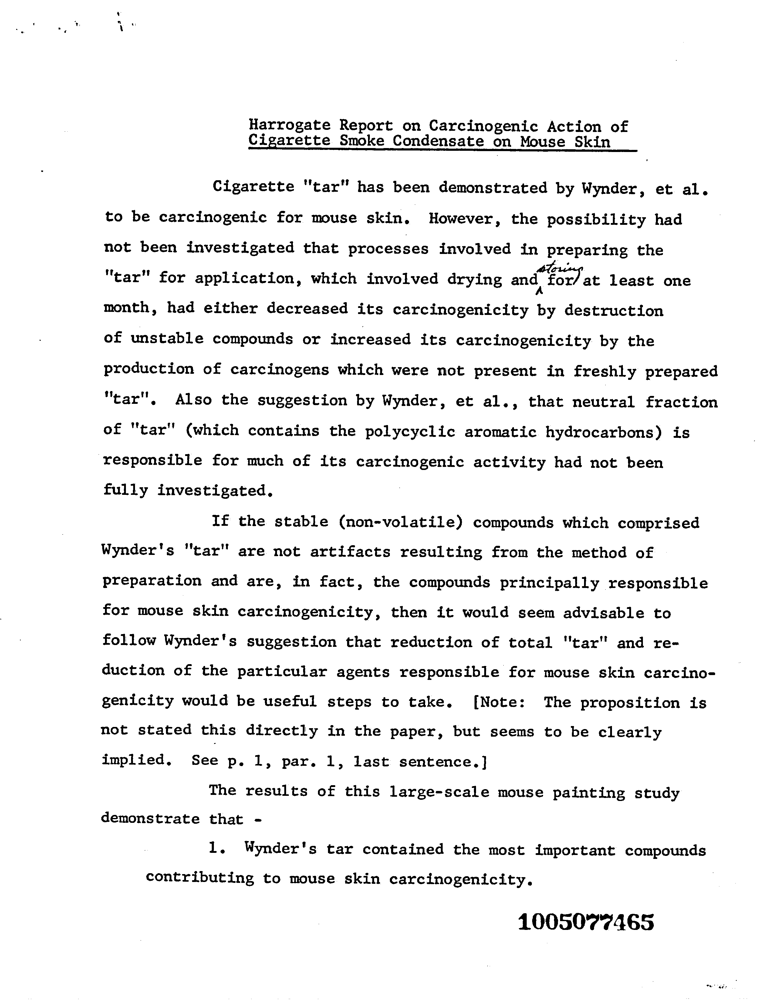 Harrogate Report on Carcinogenic Action of
Cigarette Smoke Condensate on Mouse Skin
Cigarette "tar" has been demonstrated by Wynder, et al.
to be carcinogenic for mouse skin. However, the possibility had
not been investigated that processes involved in preparing the
"tar" for application, which involved drying and storing for at least one
month, had either decreased its carcinogenicity by destruction
of unstable compounds or increased its carcinogenicity by the
production of carcinogens which were not present in freshly prepared
"tar". Also the suggestion by Wynder, et al., that neutral fraction
of "tar" (which contains the polycyclic aromatic hydrocarbons) is
responsible for much of its carcinogenic activity had not been
fully investigated.
If the stable (non-volatile) compounds which comprised
Wynder's "tar" are not artifacts resulting from the method of
preparation and are, in fact, the compounds principally responsible
for mouse skin carcinogenicity, then it would seem advisable to
follow Wynder's suggestion that reduction of total "tar" and re-
duction of the particular agents responsible for mouse skin carcino-
genicity would be useful steps to take. [Note: The proposition is
not stated this directly in the paper, but seems to be clearly
implied. See p. 1, par. 1, last sentence.]
The results of this large-scale mouse painting study
demonstrate that -
1. Wynder's tar contained the most important compounds
contributing to mouse skin carcinogenicity.
1005077465